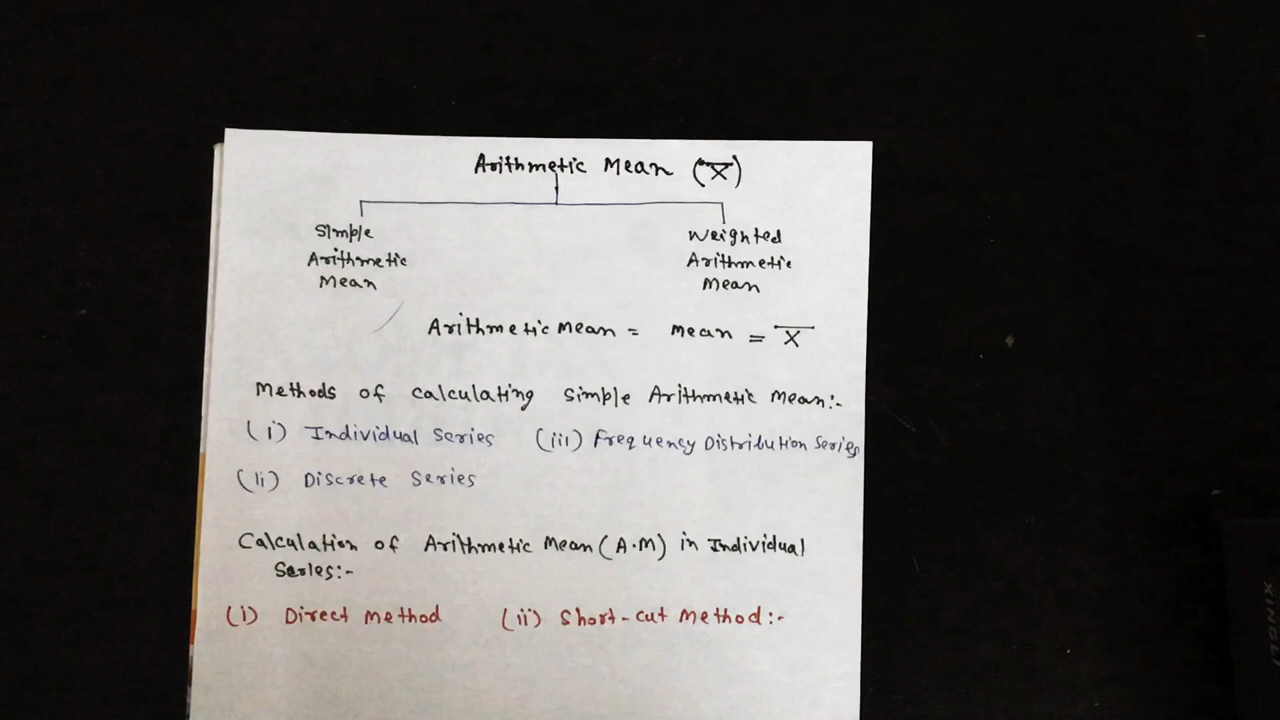 Arithmetic Mean (X̅)
Simple
Arithmetic
Mean
Weighted
Arithmetic
Mean
Arithmetic Mean = mean = X̅
Methods of calculating simple Arithmetic mean:-
(i) Individual Series (iii) Frequency Distribution Series
(ii) Discrete Series
Calculation of Arithmetic Mean (A.M) in Individual
Series:-
(i) Direct method (ii) Short-cut method:-